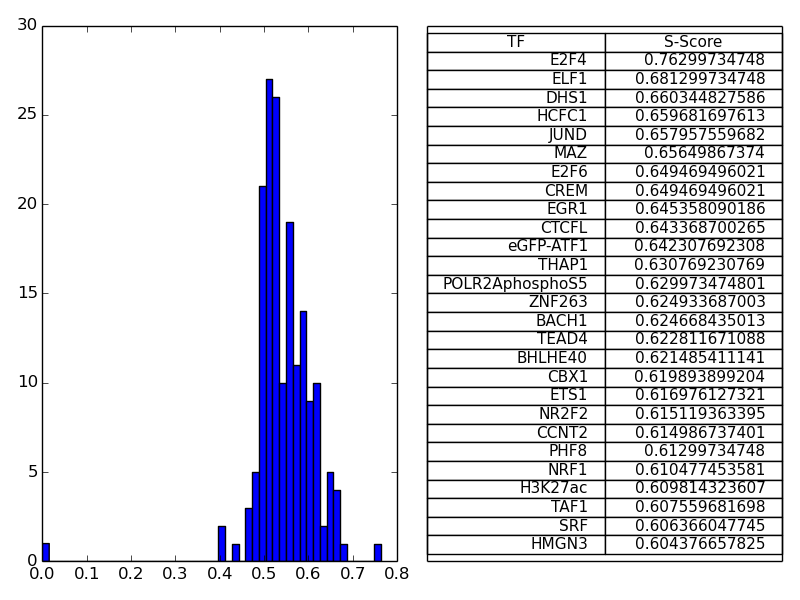 30
25
20
15
10
5
0
0.0 0.1 0.2 0.3 0.4 0.5 0.6 0.7 0.8
TF S-Score
E2F4 0.76299734748
ELF1 0.681299734748
DHS1 0.660344827586
HCFC1 0.659681697613
JUND 0.657957559682
MAZ 0.65649867374
E2F6 0.649469496021
CREM 0.649469496021
EGR1 0.645358090186
CTCFL 0.643368700265
eGFP-ATF1 0.642307692308
THAP1 0.630769230769
POLR2AphosphoS5 0.629973474801
ZNF263 0.624933687003
BACH1 0.624668435013
TEAD4 0.622811671088
BHLHE40 0.621485411141
CBX1 0.619893899204
ETS1 0.616976127321
NR2F2 0.615119363395
CCNT2 0.614986737401
PHF8 0.61299734748
NRF1 0.610477453581
H3K27ac 0.609814323607
TAF1 0.607559681698
SRF 0.606366047745
HMGN3 0.604376657825